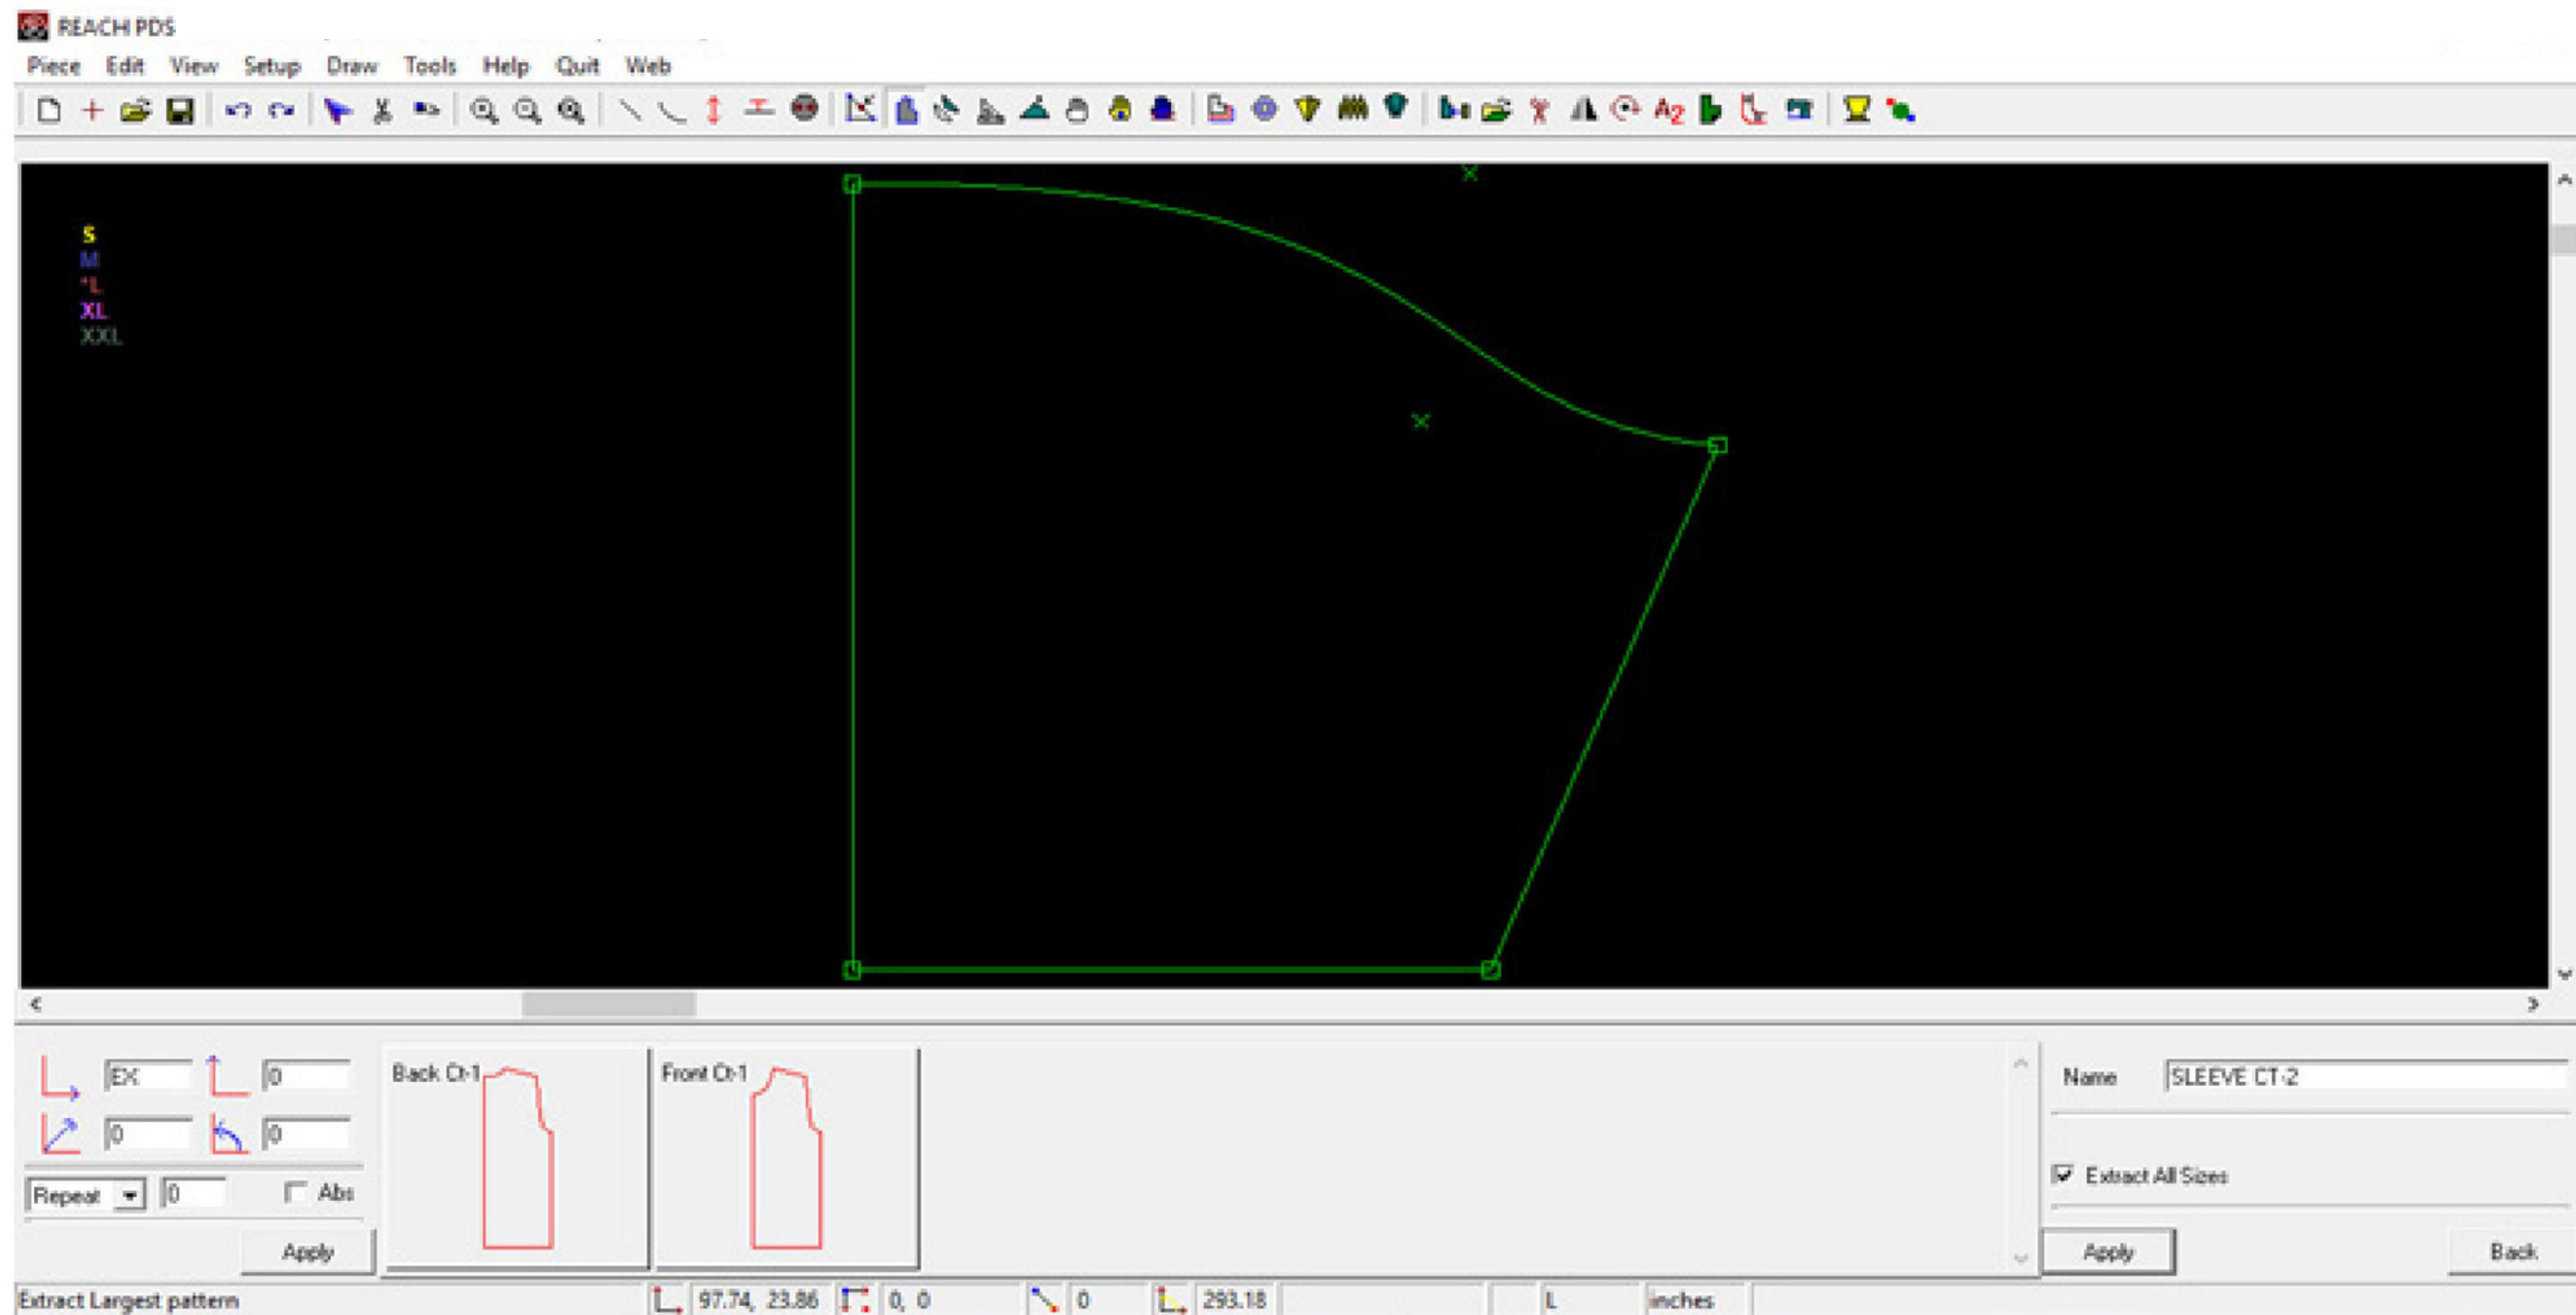 REACH PDS
Piece Edit View Setup Draw Tools Help Quit Web
A2
S
M
*L
XL
XXL
EX 0
0 0
Repeat 0 Abs
Apply
Back Ct-1
Front Ct-1
Name SLEEVE CT-2
Extract All Sizes
Apply Back
Extract Largest pattern 97.74, 23.86 0, 0 0 293.18 L inches